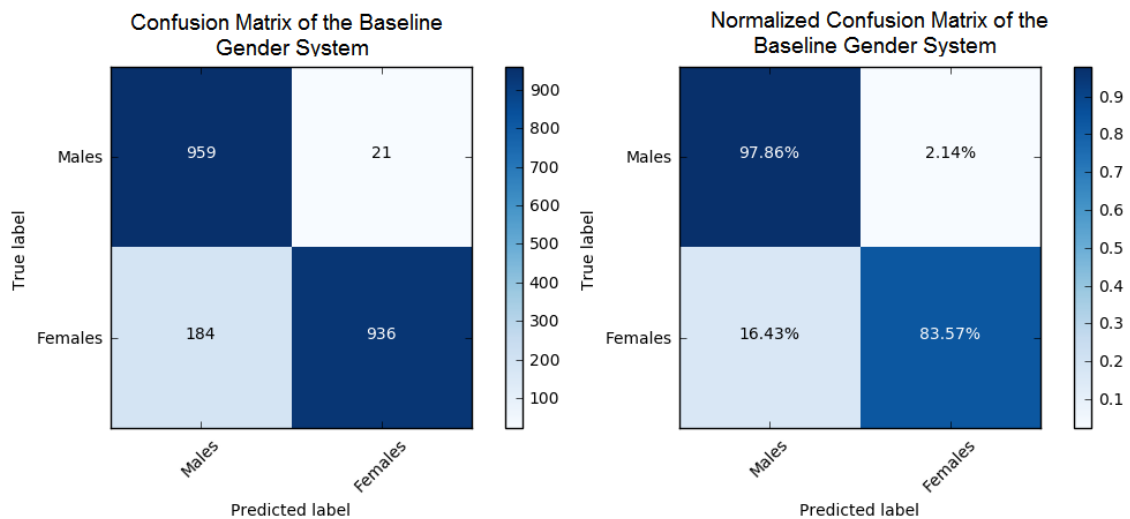 Confusion Matrix of the Baseline
Gender System
Males
Females
True label
959
21
184
936
Males
Females
Predicted label
900
800
700
600
500
400
300
200
100
Normalized Confusion Matrix of the
Baseline Gender System
Males
Females
True label
97.86%
2.14%
16.43%
83.57%
Males
Females
Predicted label
0.9
0.8
0.7
0.6
0.5
0.4
0.3
0.2
0.1